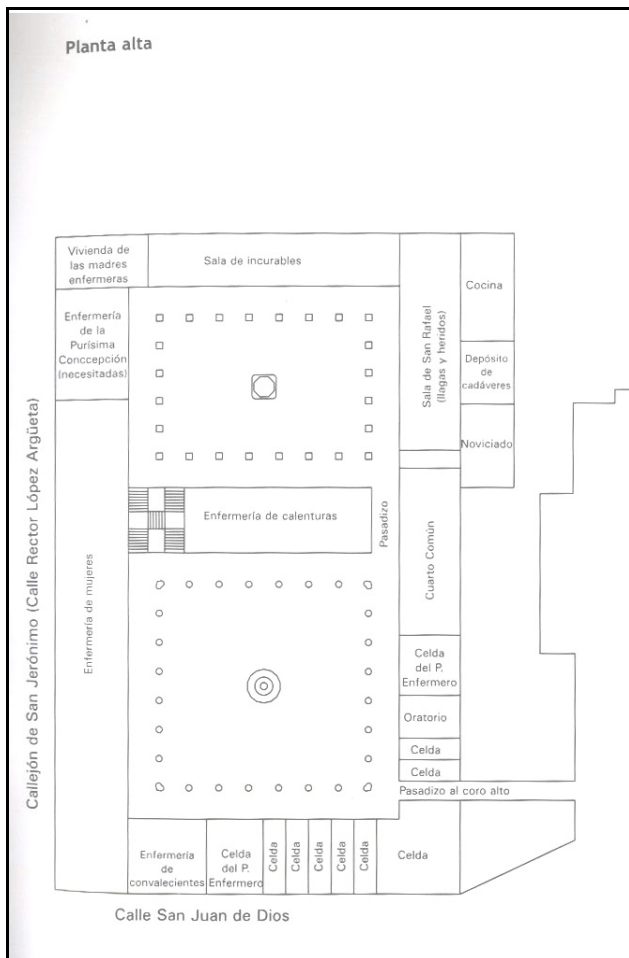 Planta alta
Vivienda de
las madres
enfermeras
Sala de incurables
Enfermería
de la
Purísima
Conccepción
(necesitadas)
Sala de San Rafael
(llagas y heridos)
Cocina
Depósito
de
cadáveres
Noviciado
Enfermería de calenturas
Pasadizo
Cuarto Común
Enfermería de mujeres
Callejón de San Jerónimo (Calle Rector López Argüeta)
Celda
del P.
Enfermero
Oratorio
Celda
Celda
Pasadizo al coro alto
Enfermería
de
convalecientes
Celda
del P.
Enfermero
Celda
Celda
Celda
Celda
Celda
Celda
Calle San Juan de Dios